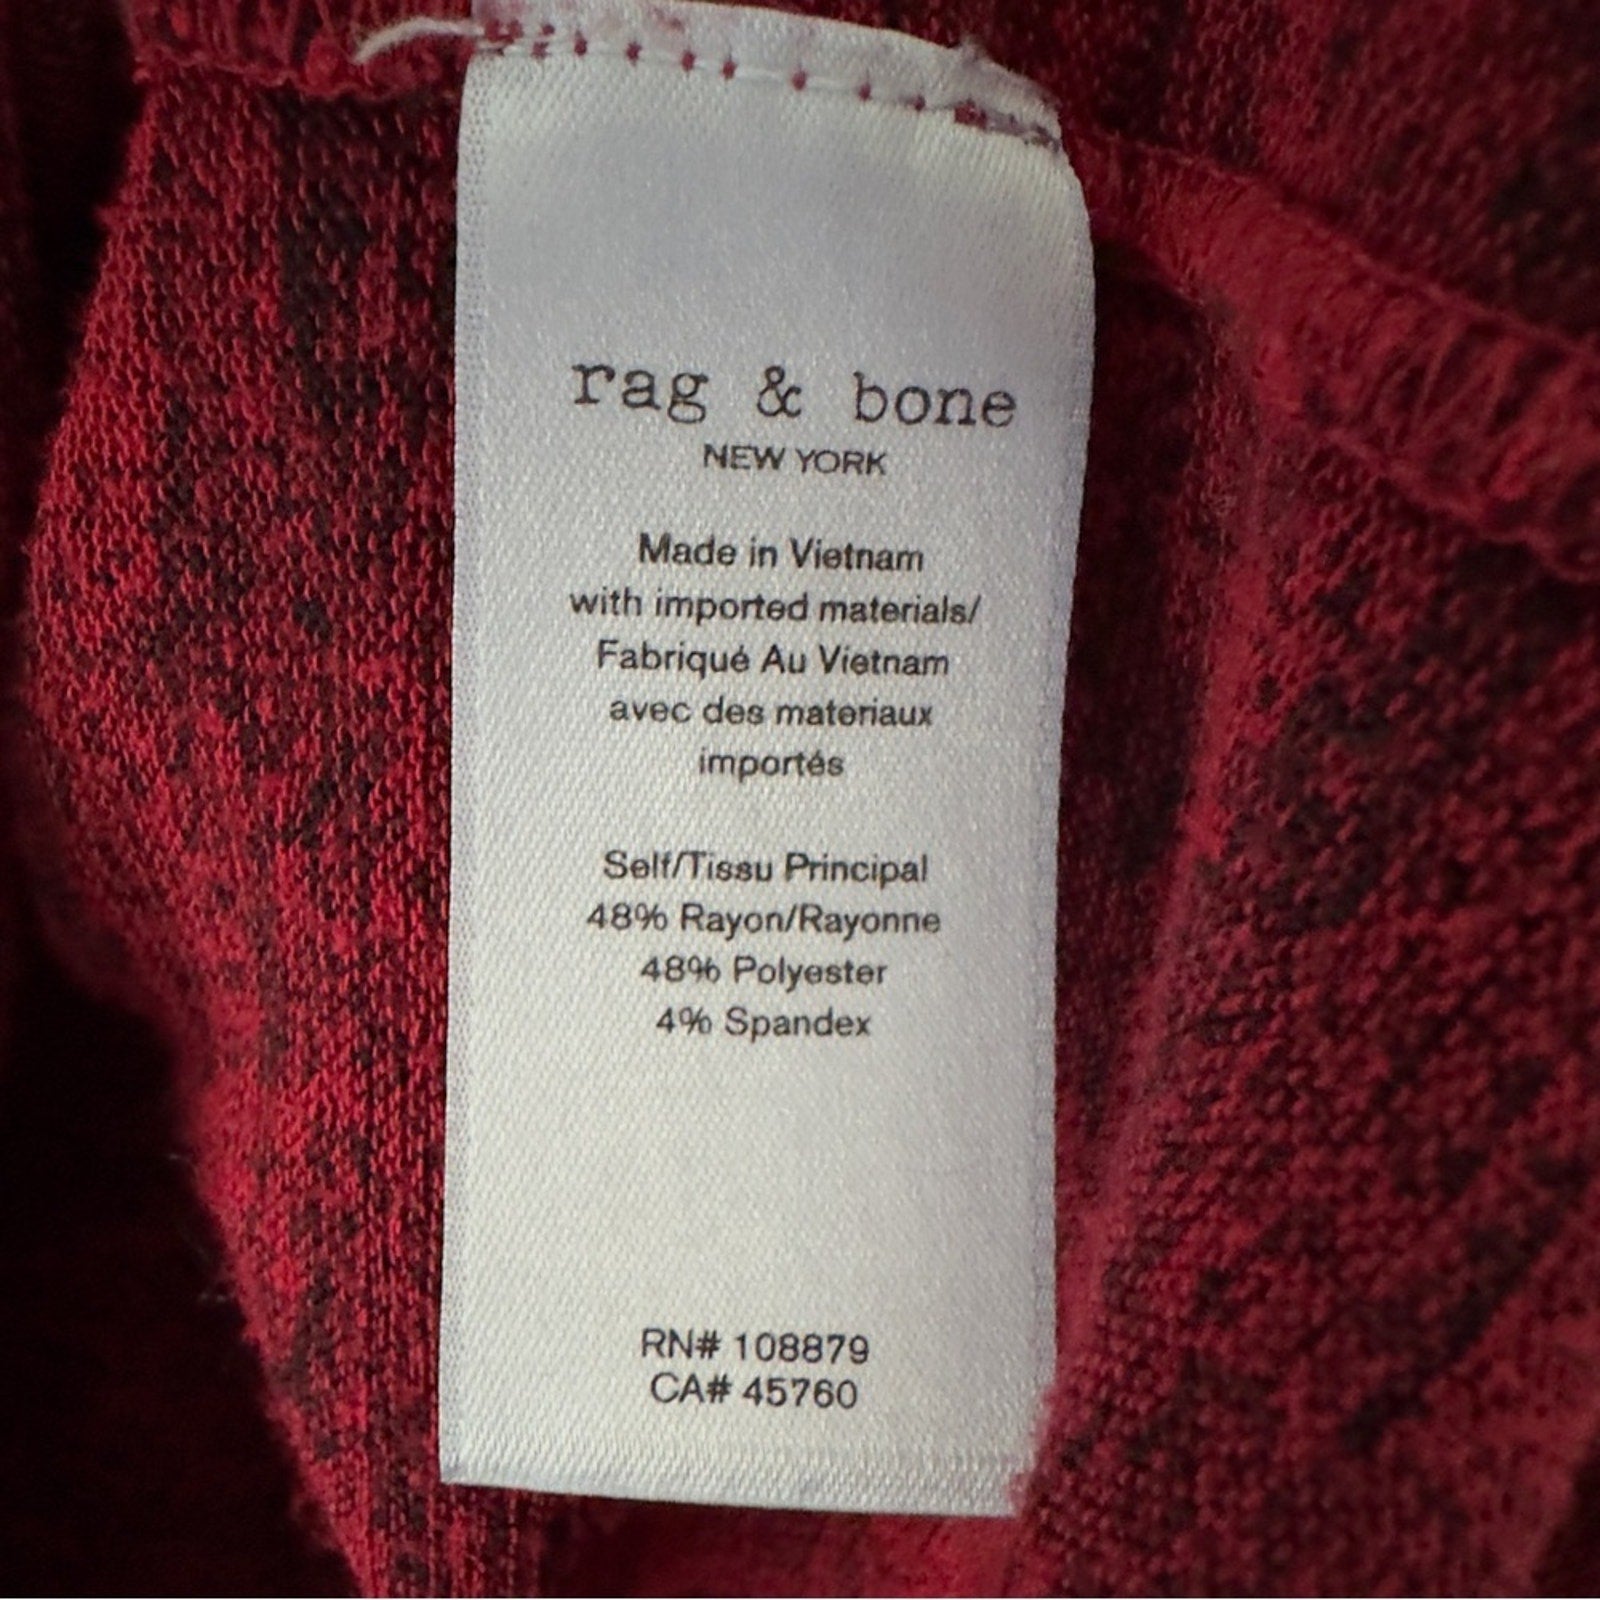 rag & bone
NEW YORK
Made in Vietnam
with imported materials/
Fabriqué Au Vietnam
avec des materiaux
importés
Self/Tissu Principal
48% Rayon/Rayonne
48% Polyester
4% Spandex
RN# 108879
CA# 45760